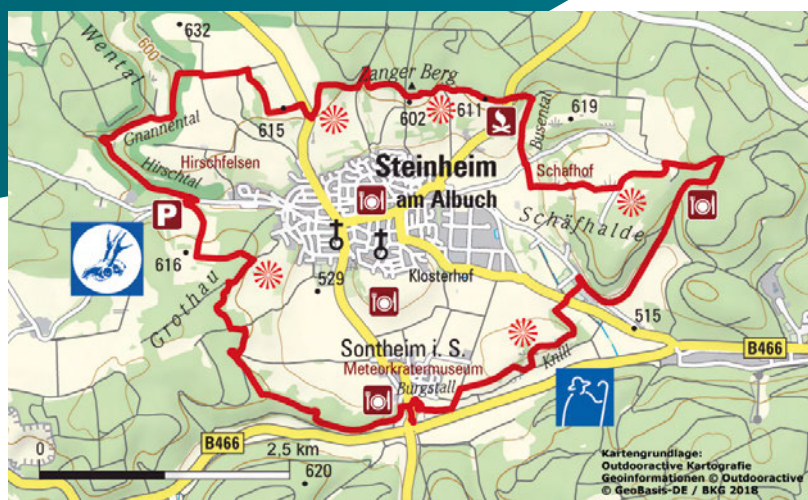 632
600
Wental
Zanger Berg
Gnannental
615
602
611
619
Busental
Hirschfelsen
Hirschtal
Steinheim
am Albuch
Schafhof
P
Schäfhalde
616
Grothau
529
Klosterhof
515
Sontheim i. S.
Meteorkratermuseum
Burgstall
Knill
B466
B466
0
2,5 km
620
Kartengrundlage:
Outdooractive Kartografie
Geoinformationen © Outdooractive
© GeoBasis-DE / BKG 2018